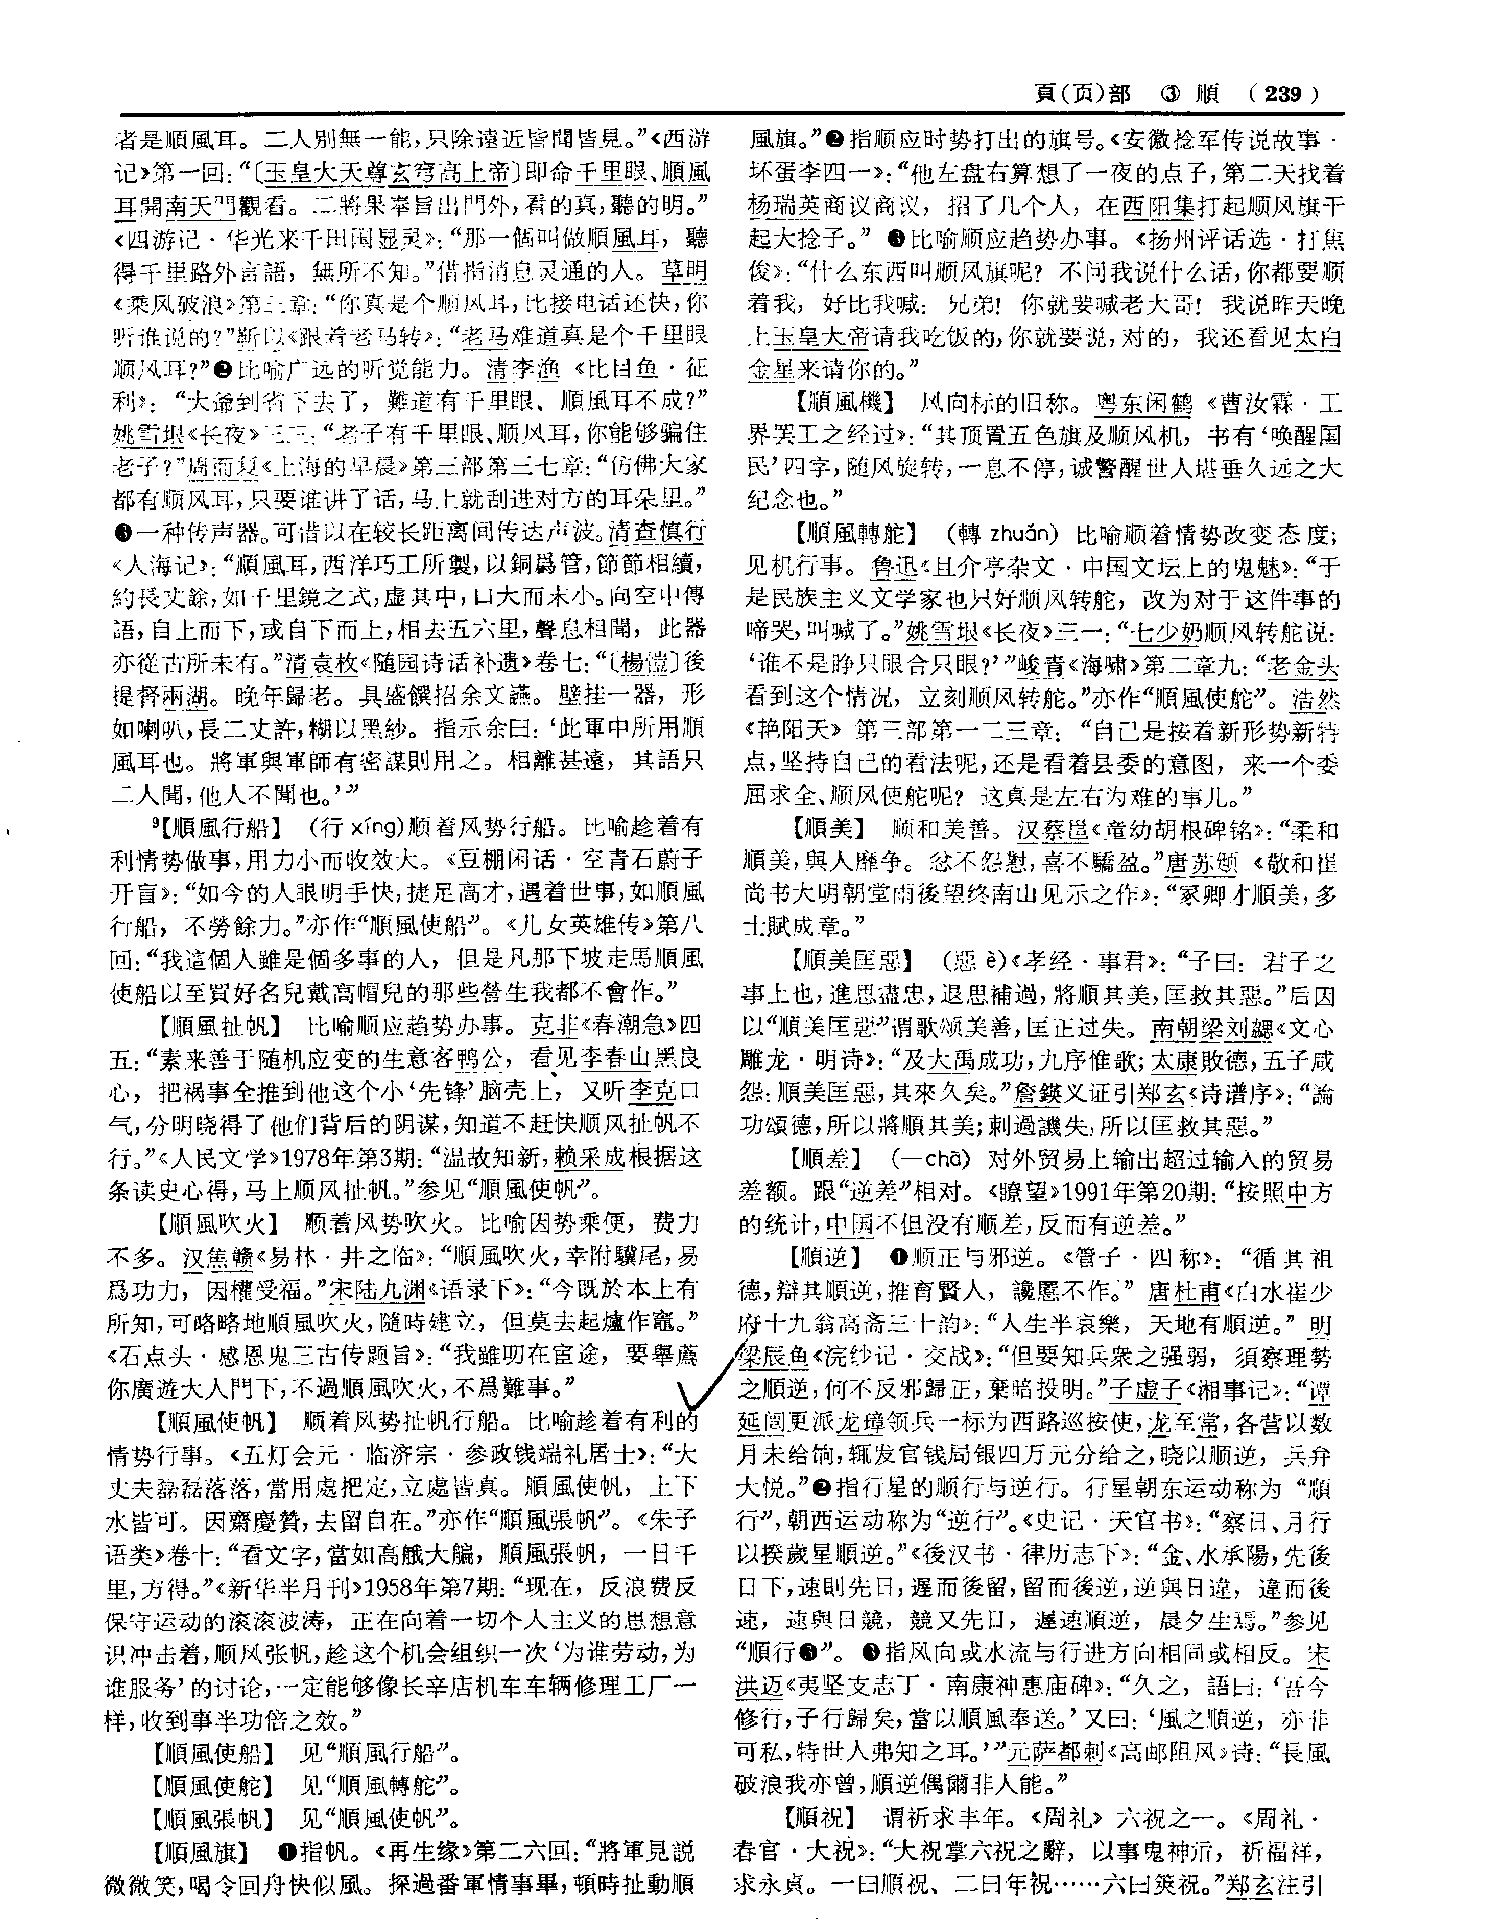 頁(页)部 ③ 順 ( 239 )
者是順風耳。二人别無一能,只除遠近皆聞皆見。”《西游
记》第一回:“〔玉皇大天尊玄穹高上帝〕即命千里眼、順風
耳開南天門觀看。二將果奉旨出門外,看的真,聽的明。”
《四游记·华光来千田国显灵》:“那一個叫做順風耳，聽
得千里路外言語，無所不知。”借指消息灵通的人。草明
《乘风破浪》第三章:“你真是个顺风耳,比接电话还快,你
听谁说的?”靳以《跟着老马转》:“老马难道真是个千里眼
顺风耳?”❷比喻广远的听觉能力。清李渔《比目鱼·征
利》：“大爺到省下去了，難道有千里眼、順風耳不成?”
姚雪垠《长夜》三三:“老子有千里眼、顺风耳,你能够骗住
老子?”周而复《上海的早晨》第三部第三七章:“仿佛大家
都有顺风耳,只要谁讲了话,马上就刮进对方的耳朵里。”
❸一种传声器。可借以在较长距离间传达声波。清查慎行
《人海记》:“順風耳,西洋巧工所製,以銅爲管,節節相續,
約長丈餘,如千里鏡之式,虚其中,口大而末小。向空中傳
語,自上而下,或自下而上,相去五六里,聲息相聞，此器
亦從古所未有。”清袁枚《随园诗话补遗》卷七:“〔楊愷〕後
提督兩湖。晚年歸老。具盛饌招余文讌。壁挂一器，形
如喇叭,長二丈許,糊以黑紗。指示余曰:‘此軍中所用順
風耳也。將軍與軍師有密謀則用之。相離甚遠，其語只
二人聞,他人不聞也。’”
⁹【順風行船】 (行 xíng)顺着风势行船。比喻趁着有
利情势做事,用力小而收效大。《豆棚闲话·空青石蔚子
开盲》:“如今的人眼明手快,捷足高才,遇着世事,如順風
行船，不勞餘力。”亦作“順風使船”。《儿女英雄传》第八
回:“我這個人雖是個多事的人，但是凡那下坡走馬順風
使船以至買好名兒戴高帽兒的那些營生我都不會作。”
【順風扯帆】 比喻顺应趋势办事。克非《春潮急》四
五:“素来善于随机应变的生意客鸭公，看见李春山黑良
心，把祸事全推到他这个小‘先锋’脑壳上，又听李克口
气,分明晓得了他们背后的阴谋,知道不赶快顺风扯帆不
行。”《人民文学》1978年第3期:“温故知新,赖采成根据这
条读史心得,马上顺风扯帆。”参见“順風使帆”。
【順風吹火】 顺着风势吹火。比喻因势乘便，费力
不多。汉焦赣《易林·井之临》:“順風吹火,牽附驥尾,易
爲功力，因權受福。”宋陆九渊《语录下》:“今既於本上有
所知,可略略地順風吹火,隨時建立，但莫去起爐作竈。”
《石点头·感恩鬼三古传题旨》:“我雖叨在宦途，要舉薦
你廣遊大人門下,不過順風吹火,不爲難事。”
【順風使帆】 顺着风势扯帆行船。比喻趁着有利的
情势行事。《五灯会元·临济宗·参政钱端礼居士》:“大
丈夫磊磊落落,當用處把定,立處皆真。順風使帆，上下
水皆可。因齋慶贊,去留自在。”亦作“順風張帆”。《朱子
语类》卷十:“看文字,當如高艥大艑，順風張帆，一日千
里,方得。”《新华半月刊》1958年第7期:“现在，反浪费反
保守运动的滚滚波涛，正在向着一切个人主义的思想意
识冲击着,顺风张帆,趁这个机会组织一次‘为谁劳动,为
谁服务’的讨论,一定能够像长辛店机车车辆修理工厂一
样,收到事半功倍之效。”
【順風使船】 见“順風行船”。
【順風使舵】 见“順風轉舵”。
【順風張帆】 见“順風使帆”。
【順風旗】 ❶指帆。《再生缘》第二六回:“將軍見説
微微笑,喝令回舟快似風。探過番軍情事畢,頓時扯動順
風旗。”❷指顺应时势打出的旗号。《安徽捻军传说故事·
坏蛋李四一》:“他左盘右算想了一夜的点子,第二天找着
杨瑞英商议商议，招了几个人，在西阳集打起顺风旗干
起大捻子。”❸比喻顺应趋势办事。《扬州评话选·打焦
俊》:“什么东西叫顺风旗呢？不问我说什么话,你都要顺
着我，好比我喊：兄弟！你就要喊老大哥！我说昨天晚
上玉皇大帝请我吃饭的,你就要说,对的，我还看见太白
金星来请你的。”
【順風機】 风向标的旧称。粤东闲鹤《曹汝霖·工
界罢工之经过》:“其顶置五色旗及顺风机，书有‘唤醒国
民’四字,随风旋转,一息不停,诚警醒世人堪垂久远之大
纪念也。”
【順風轉舵】 (轉 zhuǎn) 比喻顺着情势改变态度;
见机行事。鲁迅《且介亭杂文·中国文坛上的鬼魅》:“于
是民族主义文学家也只好顺风转舵，改为对于这件事的
啼哭,叫喊了。”姚雪垠《长夜》三一:“七少奶顺风转舵说:
‘谁不是睁只眼合只眼?’”峻青《海啸》第二章九:“老金头
看到这个情况，立刻顺风转舵。”亦作“順風使舵”。浩然
《艳阳天》第三部第一二三章：“自己是按着新形势新特
点,坚持自己的看法呢,还是看着县委的意图，来一个委
屈求全、顺风使舵呢？这真是左右为难的事儿。”
【順美】 顺和美善。汉蔡邕《童幼胡根碑铭》:“柔和
順美,與人靡争。忿不怨懟,喜不驕盈。”唐苏颋《敬和崔
尚书大明朝堂雨後望终南山见示之作》:“冢卿才順美,多
士賦成章。”
【順美匡惡】 (惡 è)《孝经·事君》:“子曰：君子之
事上也,進思盡忠,退思補過,將順其美,匡救其惡。”后因
以“順美匡惡”谓歌颂美善,匡正过失。南朝梁刘勰《文心
雕龙·明诗》:“及大禹成功,九序惟歌;太康敗德,五子咸
怨:順美匡惡,其來久矣。”詹鍈义证引郑玄《诗谱序》:“論
功頌德,所以將順其美;刺過譏失,所以匡救其惡。”
【順差】 (—chā) 对外贸易上输出超过输入的贸易
差额。跟“逆差”相对。《瞭望》1991年第20期:“按照中方
的统计,中国不但没有顺差,反而有逆差。”
【順逆】 ❶顺正与邪逆。《管子·四称》：“循其祖
德,辯其順逆,推育賢人，讒慝不作。”唐杜甫《白水崔少
府十九翁高斋三十韵》:“人生半哀樂，天地有順逆。”明
梁辰鱼《浣纱记·交战》:“但要知兵衆之强弱，須察理勢
之順逆,何不反邪歸正,棄暗投明。”子虚子《湘事记》:“谭
延闿更派龙璋领兵一标为西路巡按使,龙至常,各营以数
月未给饷,辄发官钱局银四万元分给之,晓以顺逆，兵弁
大悦。”❷指行星的顺行与逆行。行星朝东运动称为“順
行”,朝西运动称为“逆行”。《史记·天官书》:“察日、月行
以揆歲星順逆。”《後汉书·律历志下》:“金、水承陽,先後
日下,速則先日,遲而後留,留而後逆,逆與日違，違而後
速，速與日競，競又先日，遲速順逆，晨夕生焉。”参见
“順行❸”。❸指风向或水流与行进方向相同或相反。宋
洪迈《夷坚支志丁·南康神惠庙碑》:“久之，語曰:‘吾今
修行,子行歸矣,當以順風奉送。’又曰:‘風之順逆，亦非
可私,特世人弗知之耳。’”元萨都剌《高邮阻风》诗:“長風
破浪我亦曾,順逆偶爾非人能。”
【順祝】 谓祈求丰年。《周礼》六祝之一。《周礼·
春官·大祝》:“大祝掌六祝之辭，以事鬼神示，祈福祥，
求永貞。一曰順祝、二曰年祝……六曰筴祝。”郑玄注引